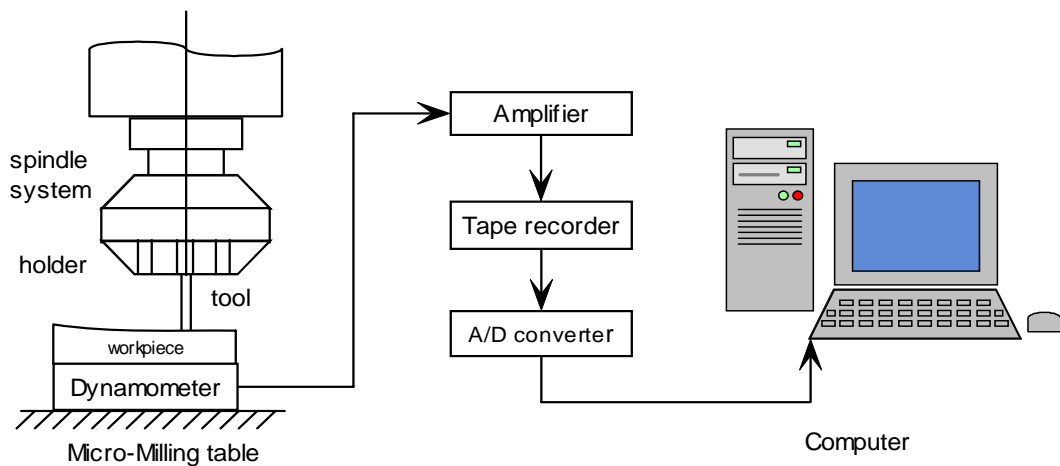 spindle
system
holder
tool
workpiece
Dynamometer
Micro-Milling table
Amplifier
Tape recorder
A/D converter
Computer